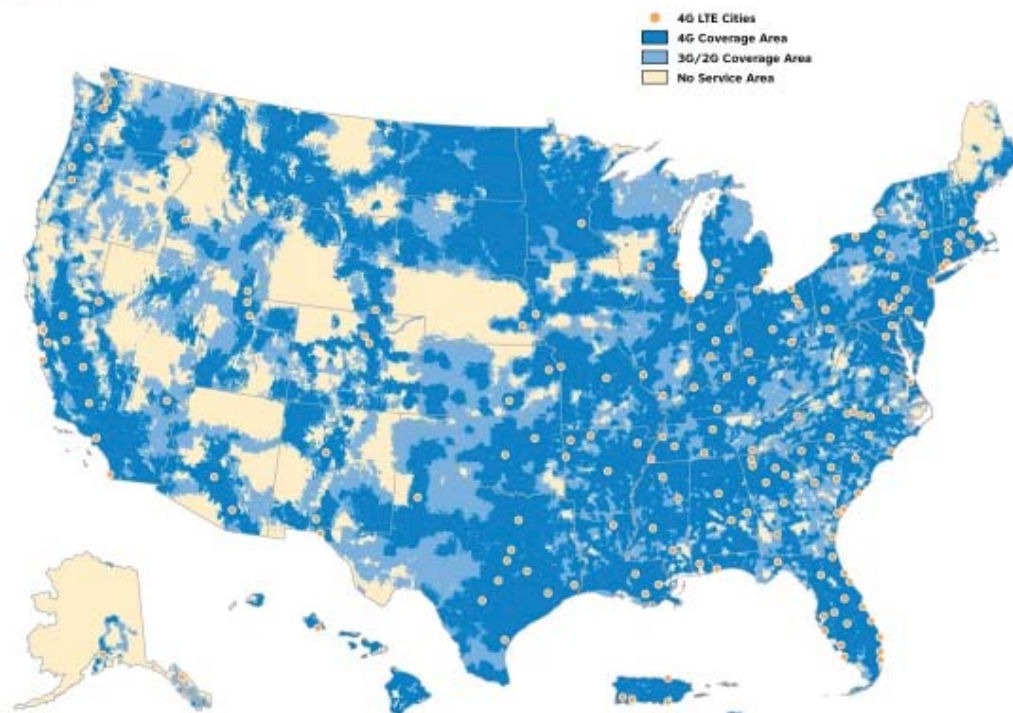 4G LTE Cities
4G Coverage Area
3G/2G Coverage Area
No Service Area